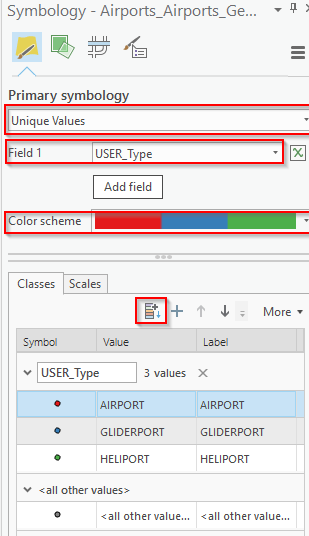 Symbology - Airports_Airports_Ge...
Primary symbology
Unique Values
Field 1 USER_Type
Add field
Color scheme
Classes Scales
More
Symbol Value Label
USER_Type 3 values
AIRPORT AIRPORT
GLIDERPORT GLIDERPORT
HELIPORT HELIPORT
<all other values>
<all other value... <all other value...